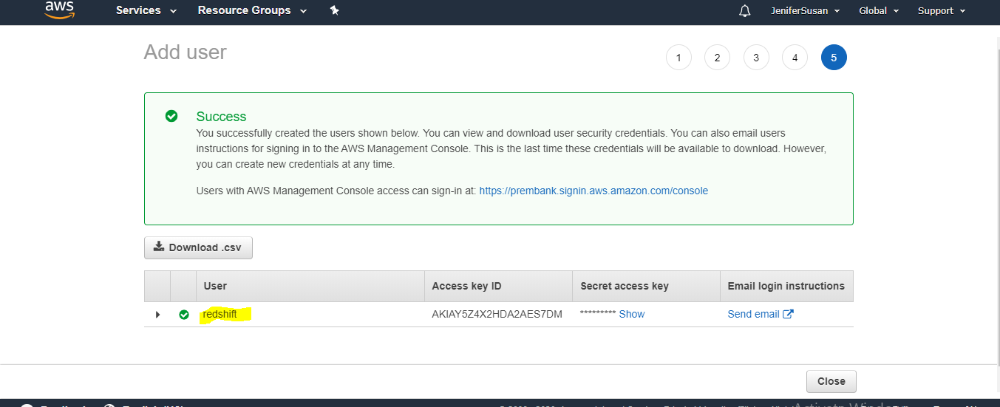 aws Services Resource Groups JeniferSusan Global Support
Add user 1 2 3 4 5
Success
You successfully created the users shown below. You can view and download user security credentials. You can also email users
instructions for signing in to the AWS Management Console. This is the last time these credentials will be available to download. However,
you can create new credentials at any time.
Users with AWS Management Console access can sign-in at: https://prembank.signin.aws.amazon.com/console
Download .csv
User Access key ID Secret access key Email login instructions
redshift AKIAY5Z4X2HDA2AES7DM ********* Show Send email
Close